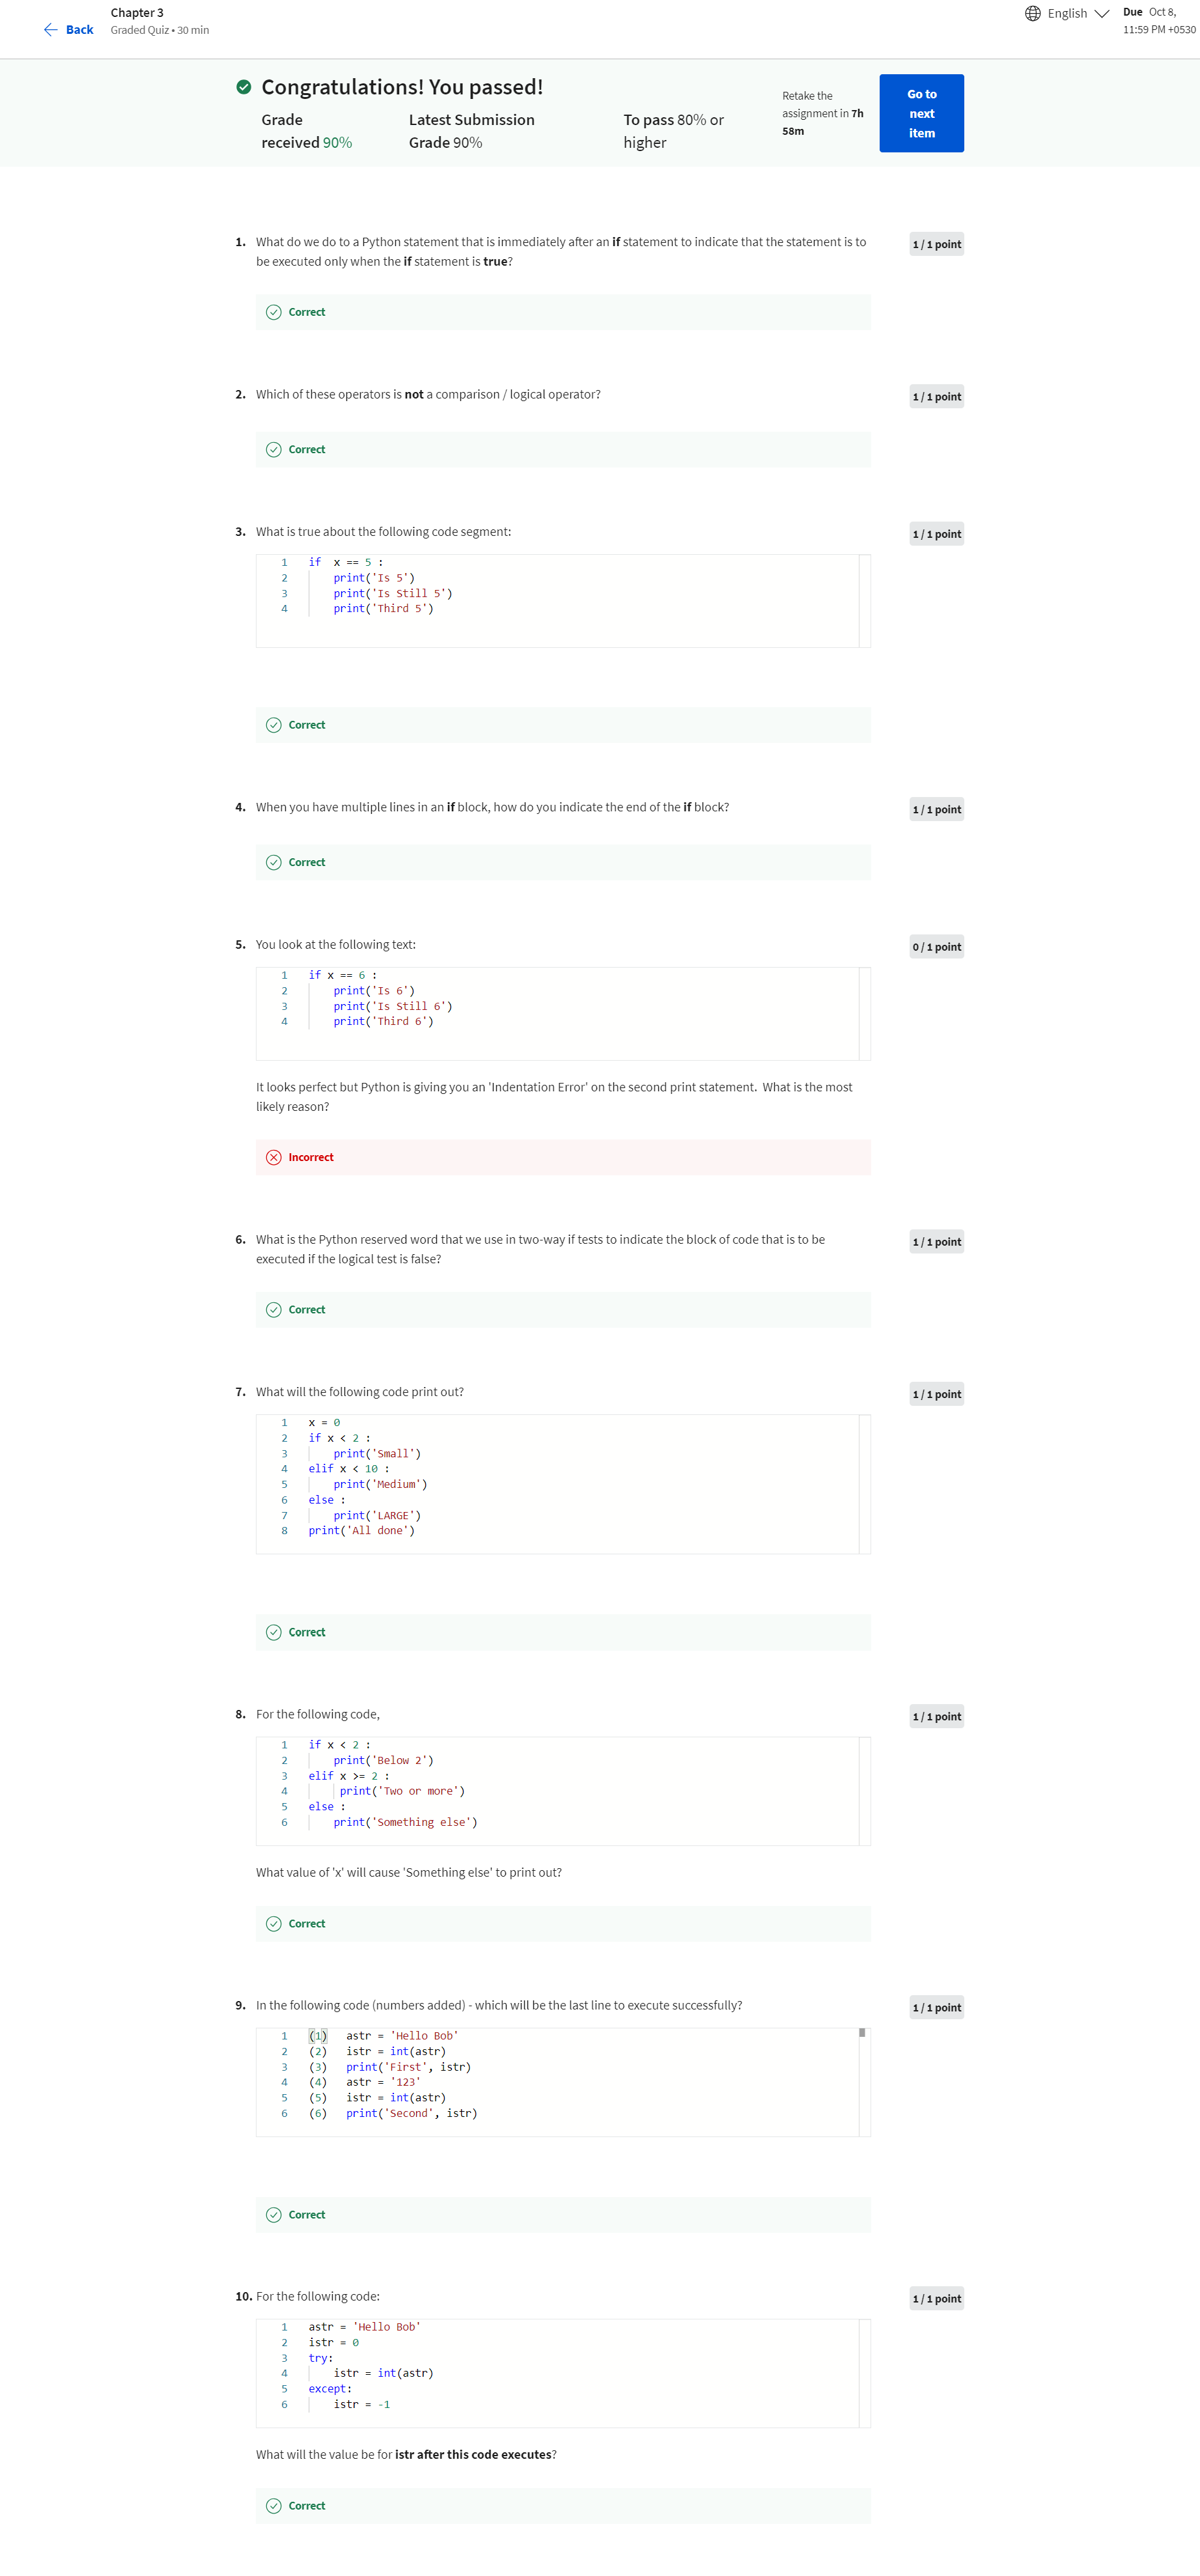 Back
Chapter 3
Graded Quiz • 30 min
English
Due Oct 8,
11:59 PM +0530
Congratulations! You passed!
Grade
received 90%
Latest Submission
Grade 90%
To pass 80% or
higher
Retake the
assignment in 7h
58m
Go to
next
item
1. What do we do to a Python statement that is immediately after an if statement to indicate that the statement is to
be executed only when the if statement is true?
1 / 1 point
Correct
2. Which of these operators is not a comparison / logical operator?
1 / 1 point
Correct
3. What is true about the following code segment:
1 / 1 point
1 if  x == 5 :
2     print('Is 5')
3     print('Is Still 5')
4     print('Third 5')
Correct
4. When you have multiple lines in an if block, how do you indicate the end of the if block?
1 / 1 point
Correct
5. You look at the following text:
0 / 1 point
1 if x == 6 :
2     print('Is 6')
3     print('Is Still 6')
4     print('Third 6')
It looks perfect but Python is giving you an 'Indentation Error' on the second print statement.  What is the most
likely reason?
Incorrect
6. What is the Python reserved word that we use in two-way if tests to indicate the block of code that is to be
executed if the logical test is false?
1 / 1 point
Correct
7. What will the following code print out?
1 / 1 point
1 x = 0
2 if x < 2 :
3     print('Small')
4 elif x < 10 :
5     print('Medium')
6 else :
7     print('LARGE')
8 print('All done')
Correct
8. For the following code,
1 / 1 point
1 if x < 2 :
2     print('Below 2')
3 elif x >= 2 :
4      print('Two or more')
5 else :
6     print('Something else')
What value of 'x' will cause 'Something else' to print out?
Correct
9. In the following code (numbers added) - which will be the last line to execute successfully?
1 / 1 point
1 (1)   astr = 'Hello Bob'
2 (2)   istr = int(astr)
3 (3)   print('First', istr)
4 (4)   astr = '123'
5 (5)   istr = int(astr)
6 (6)   print('Second', istr)
Correct
10. For the following code:
1 / 1 point
1 astr = 'Hello Bob'
2 istr = 0
3 try:
4     istr = int(astr)
5 except:
6     istr = -1
What will the value be for istr after this code executes?
Correct